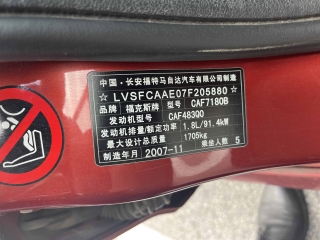 中国·长安福特马自达汽车有限公司制造
★LVSFCAAE07F205880★
品牌 福克斯牌 型号 CAF7180B
发动机型号 CAF483Q0
发动机排量/额定功率 1.8L/91.4kW
最大设计总质量 1705kg
制造年月 2007-11 乘坐人数 5